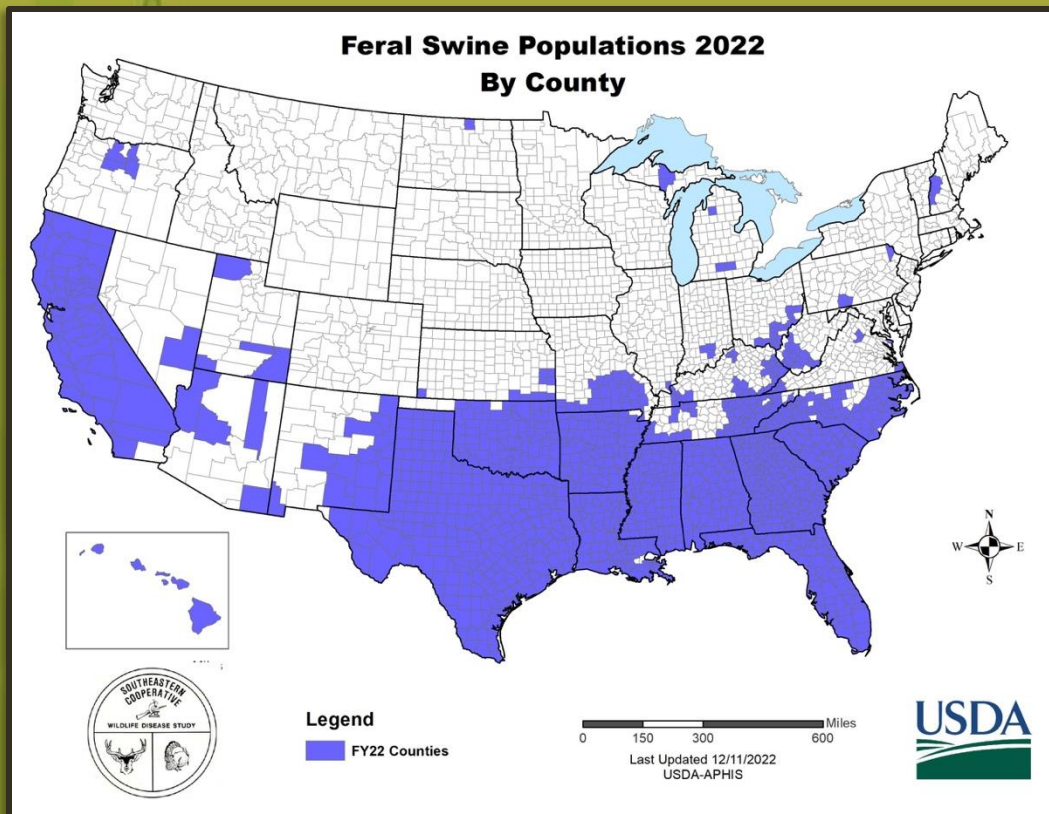 Feral Swine Populations 2022
By County
N
W E
S
SOUTHEASTERN
COOPERATIVE
WILDLIFE DISEASE STUDY
Legend
FY22 Counties
Miles
0 150 300 600
Last Updated 12/11/2022
USDA-APHIS
USDA